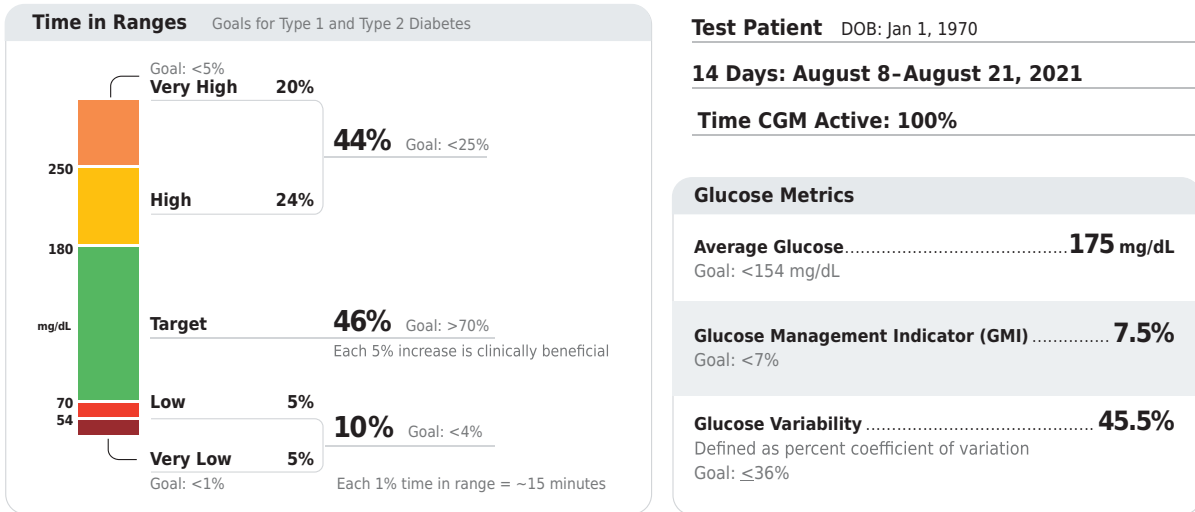 Time in Ranges Goals for Type 1 and Type 2 Diabetes
Goal: <5%
Very High 20%
44% Goal: <25%
250
High 24%
180
mg/dL
Target 46% Goal: >70%
Each 5% increase is clinically beneficial
70
Low 5%
54
10% Goal: <4%
Very Low 5%
Goal: <1%
Each 1% time in range = ~15 minutes
Test Patient DOB: Jan 1, 1970
14 Days: August 8–August 21, 2021
Time CGM Active: 100%
Glucose Metrics
Average Glucose......................................175 mg/dL
Goal: <154 mg/dL
Glucose Management Indicator (GMI)..............7.5%
Goal: <7%
Glucose Variability......................................45.5%
Defined as percent coefficient of variation
Goal: ≤36%